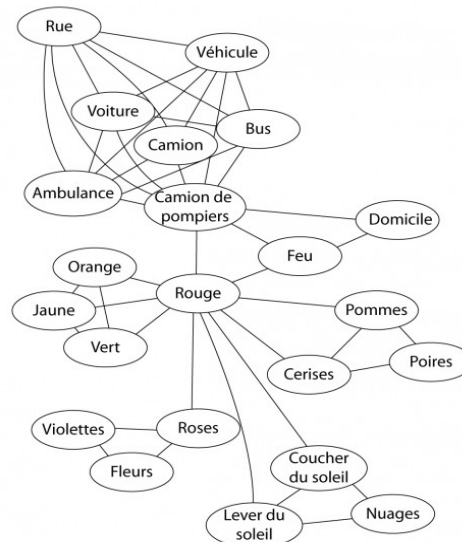 Rue
Véhicule
Voiture
Bus
Camion
Ambulance
Camion de
pompiers
Domicile
Feu
Orange
Rouge
Jaune
Pommes
Vert
Poires
Cerises
Violettes
Roses
Fleurs
Coucher
du soleil
Lever du
soleil
Nuages